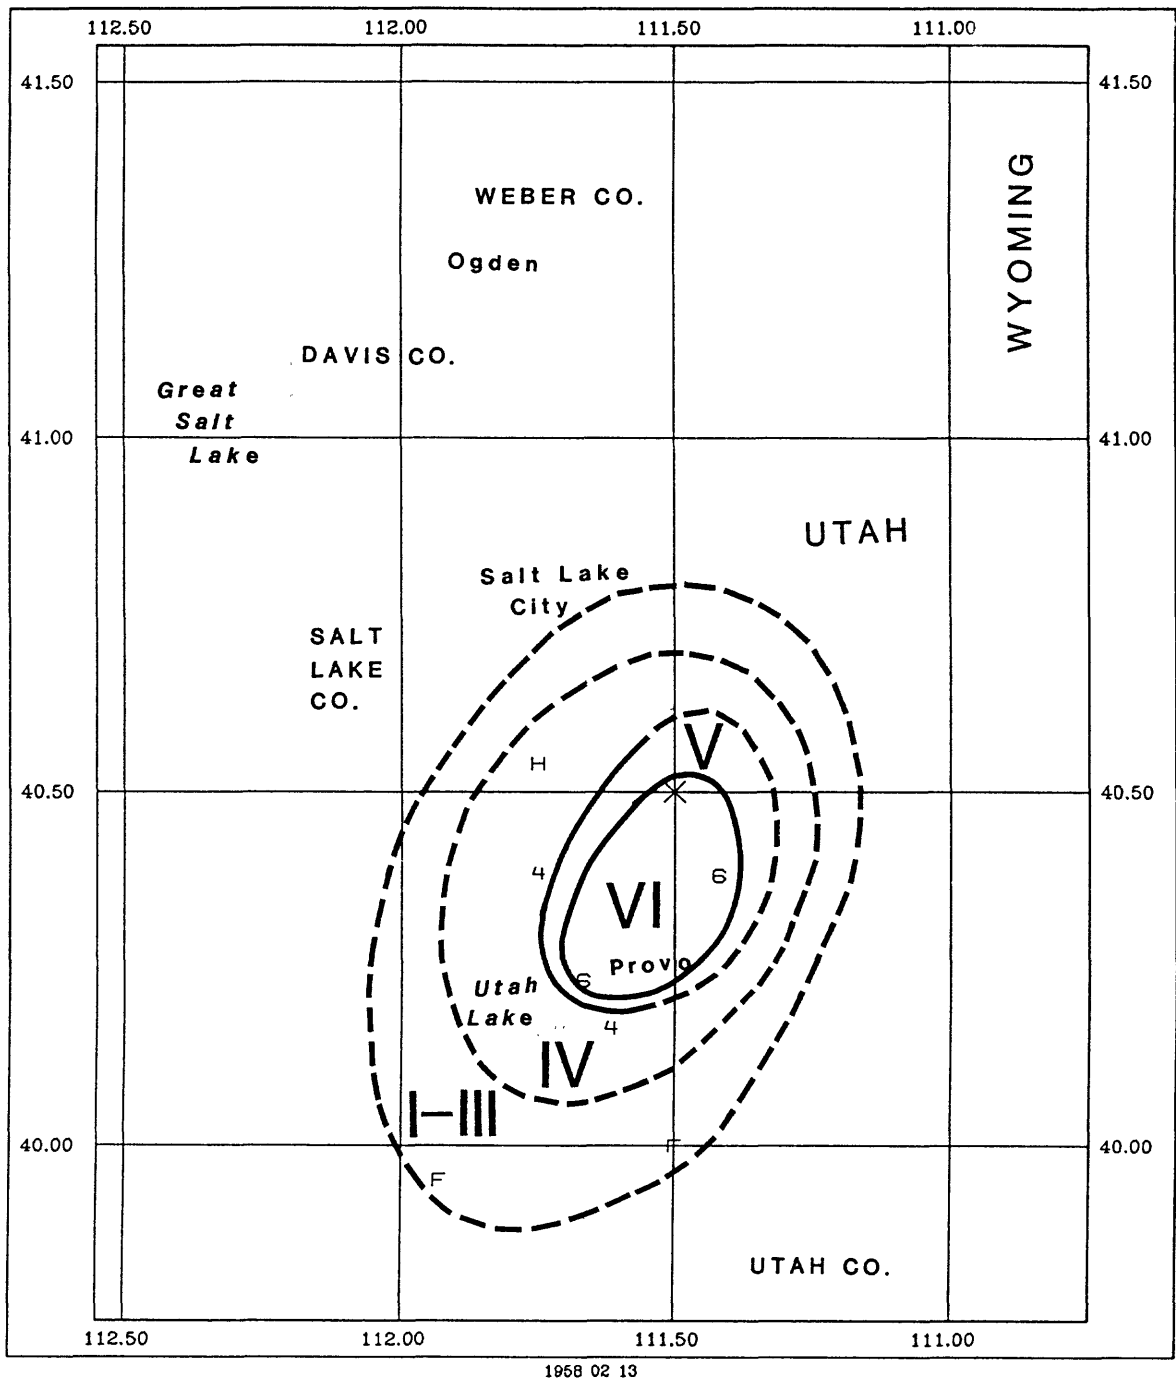 112.50 112.00 111.50 111.00
41.50 41.50
WYOMING
WEBER CO.
Ogden
DAVIS CO.
Great
Salt
Lake
41.00 41.00
UTAH
Salt Lake
City
SALT
LAKE
CO.
V
H
40.50 40.50
4
6
VI
Provo
6
Utah
Lake
4
IV
I–III
40.00 F 40.00
F
UTAH CO.
112.50 112.00 111.50 111.00
1958 02 13